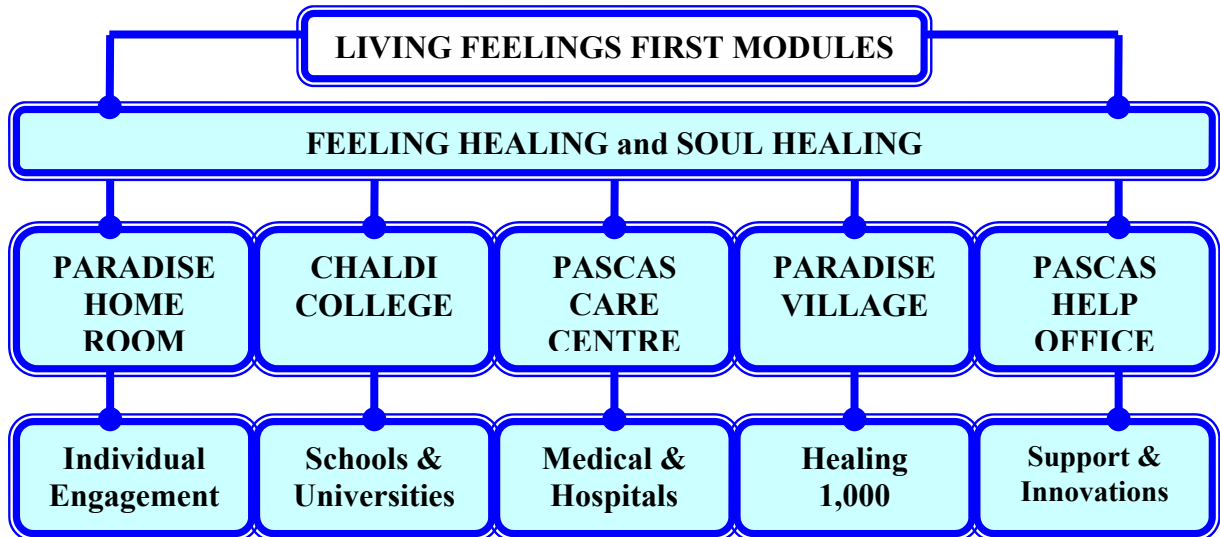 LIVING FEELINGS FIRST MODULES
FEELING HEALING and SOUL HEALING
PARADISE
HOME
ROOM
CHALDI
COLLEGE
PASCAS
CARE
CENTRE
PARADISE
VILLAGE
PASCAS
HELP
OFFICE
Individual
Engagement
Schools &
Universities
Medical &
Hospitals
Healing
1,000
Support &
Innovations